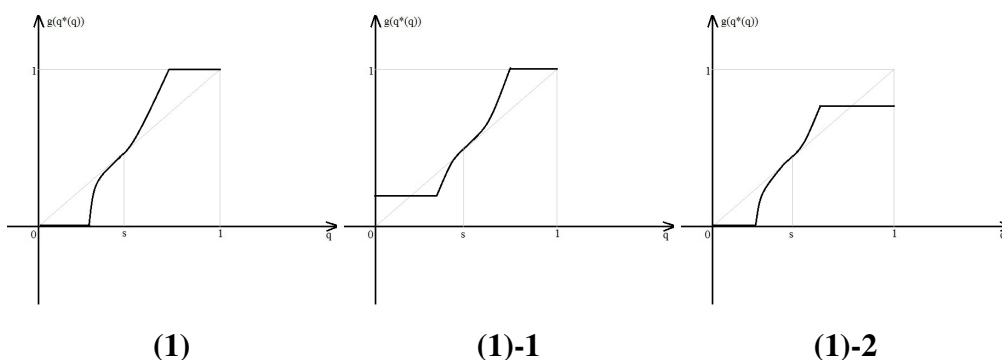 g(q*(q)) g(q*(q)) g(q*(q))
1 1 1
0 s 1 q 0 s 1 q 0 s 1
(1) (1)-1 (1)-2